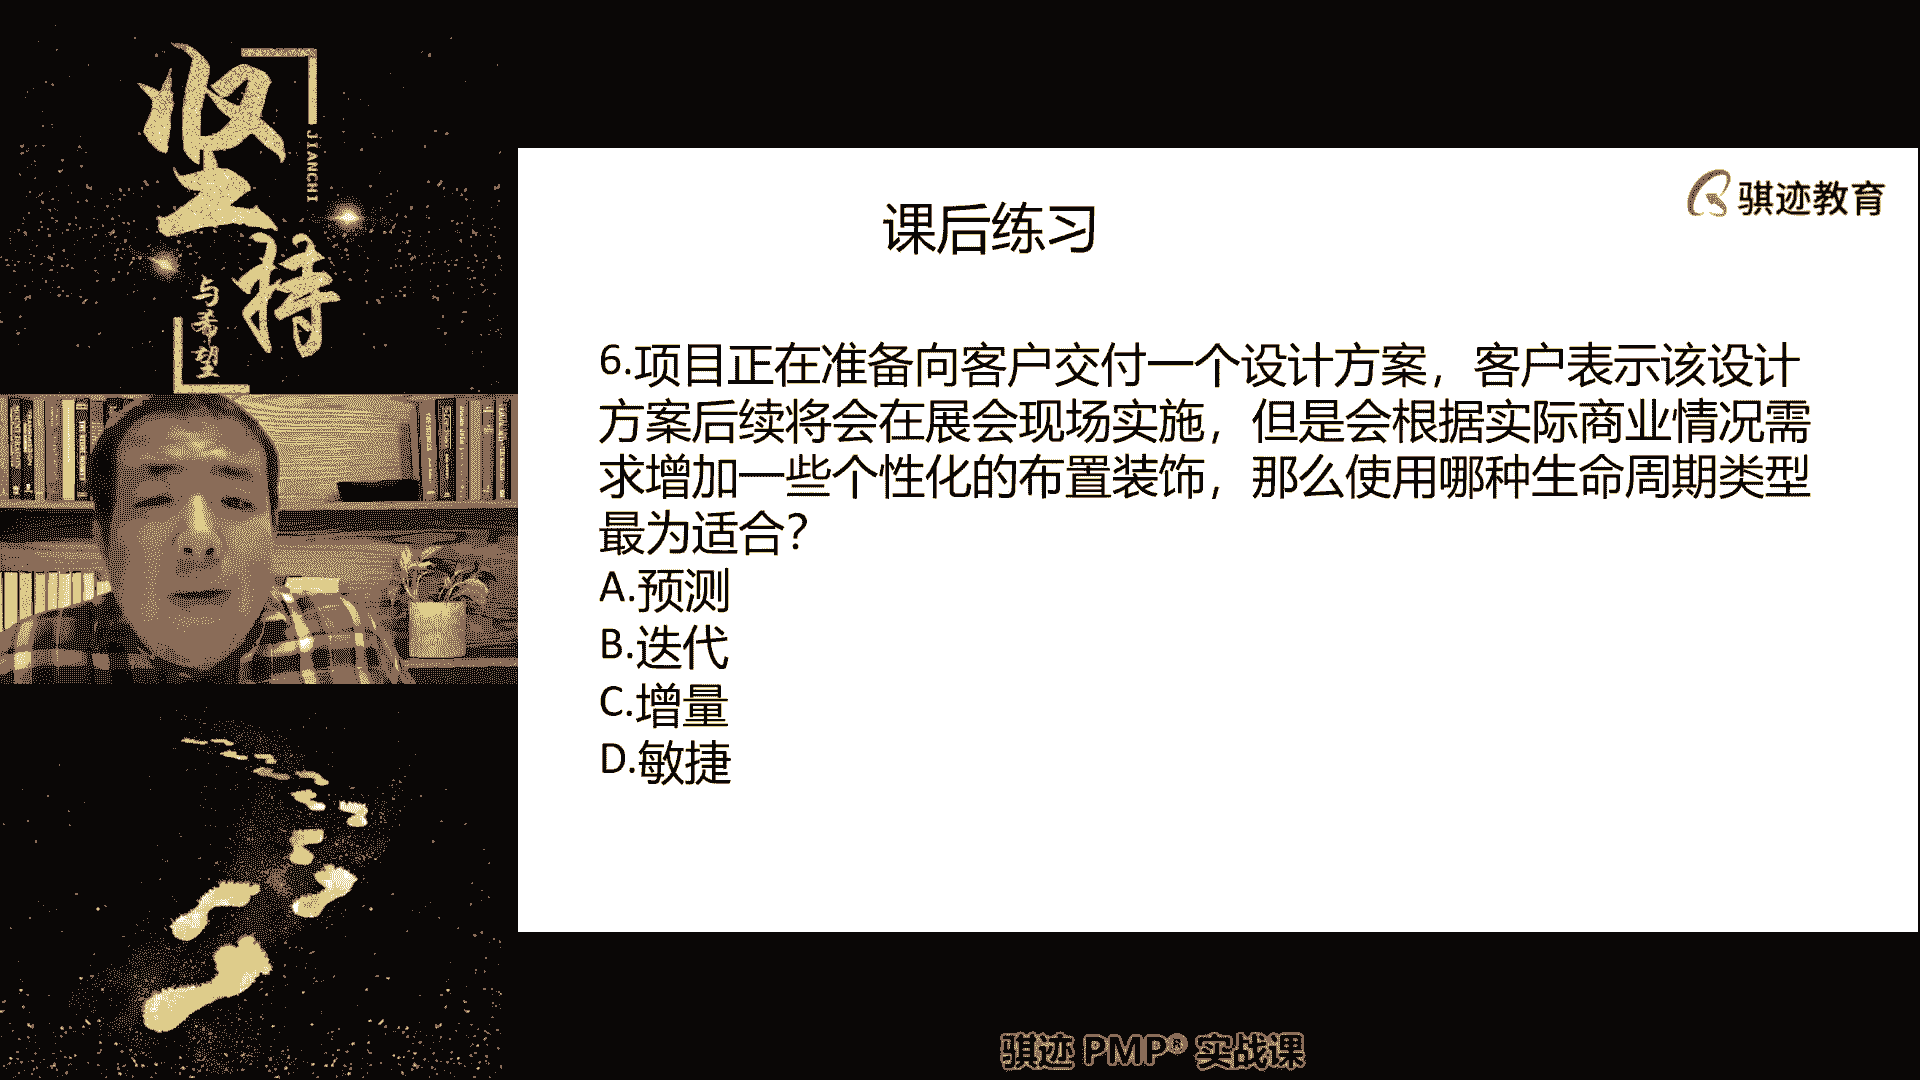 坚持
JIANCHI
与希望
骐迹教育
课后练习
6.项目正在准备向客户交付一个设计方案，客户表示该设计
方案后续将会在展会现场实施，但是会根据实际商业情况需
求增加一些个性化的布置装饰，那么使用哪种生命周期类型
最为适合？
A.预测
B.迭代
C.增量
D.敏捷
骐迹 PMP® 实战课